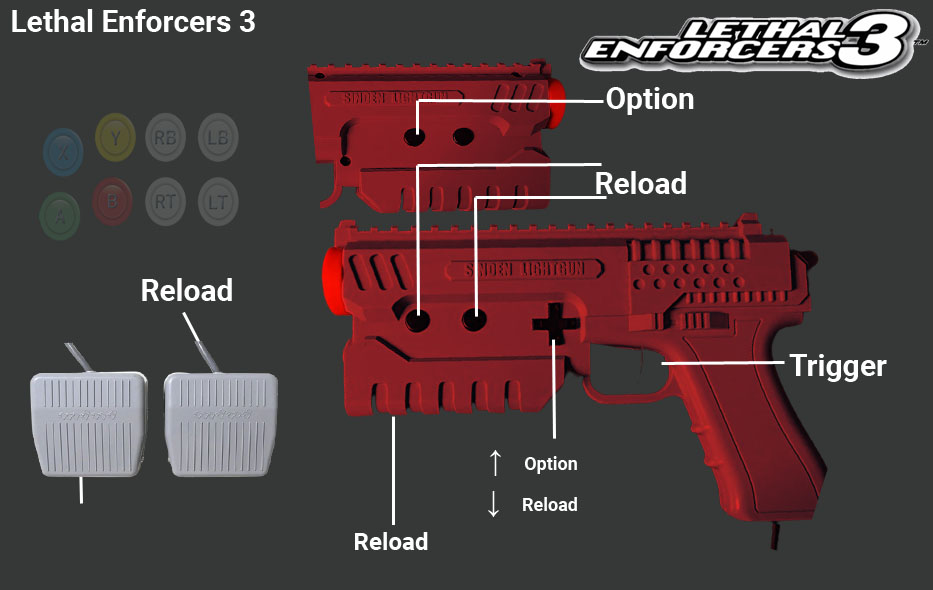 Lethal Enforcers 3
LETHAL
ENFORCERS 3 ™
SINDEN LIGHTGUN
Option
X
Y
RB
LB
A
B
RT
LT
Reload
SINDEN LIGHTGUN
Reload
Trigger
↑ Option
↓ Reload
Reload